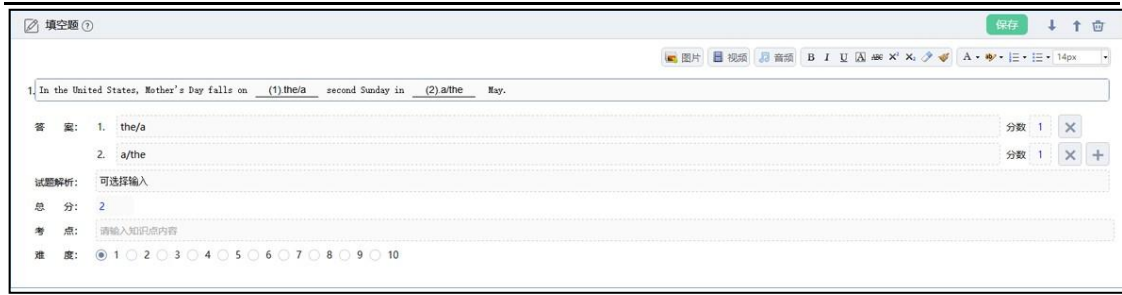 填空题 ? 保存
图片 视频 音频 B I U A ABC X² X₂ A 14px
1. In the United States, Mother's Day falls on (1).the/a second Sunday in (2).a/the May.
答 案: 1. the/a 分数 1
2. a/the 分数 1
试题解析: 可选择输入
总 分: 2
考 点: 请输入知识点内容
难 度: 1 2 3 4 5 6 7 8 9 10